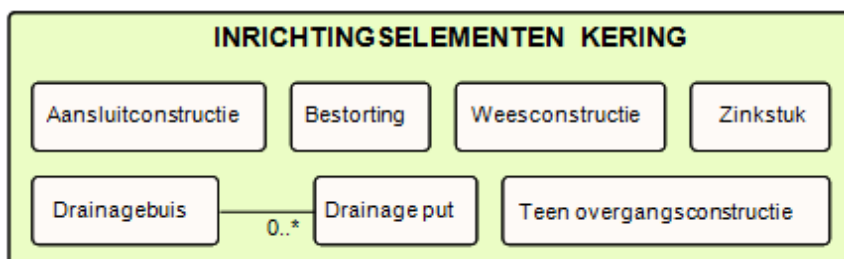 INRICHTINGSELEMENTEN KERING
Aansluitconstructie
Bestorting
Weesconstructie
Zinkstuk
Drainagebuis
0..*
Drainage put
Teen overgangsconstructie